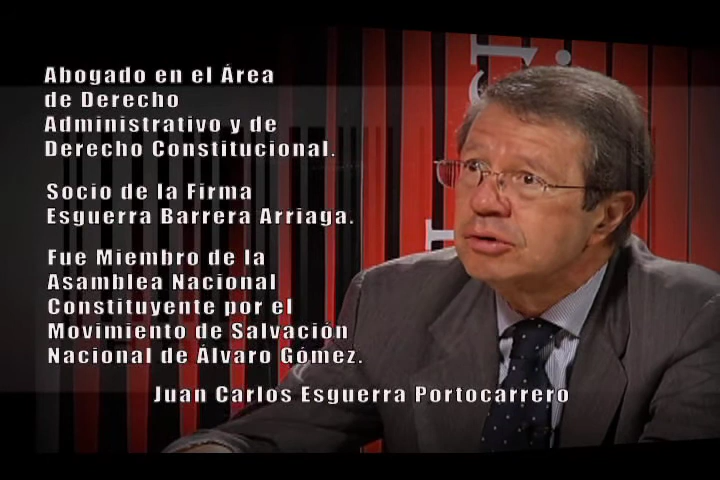 Abogado en el Área
de Derecho
Administrativo y de
Derecho Constitucional.
Socio de la Firma
Esguerra Barrera Arriaga.
Fue Miembro de la
Asamblea Nacional
Constituyente por el
Movimiento de Salvación
Nacional de Álvaro Gómez.
Juan Carlos Esguerra Portocarrero